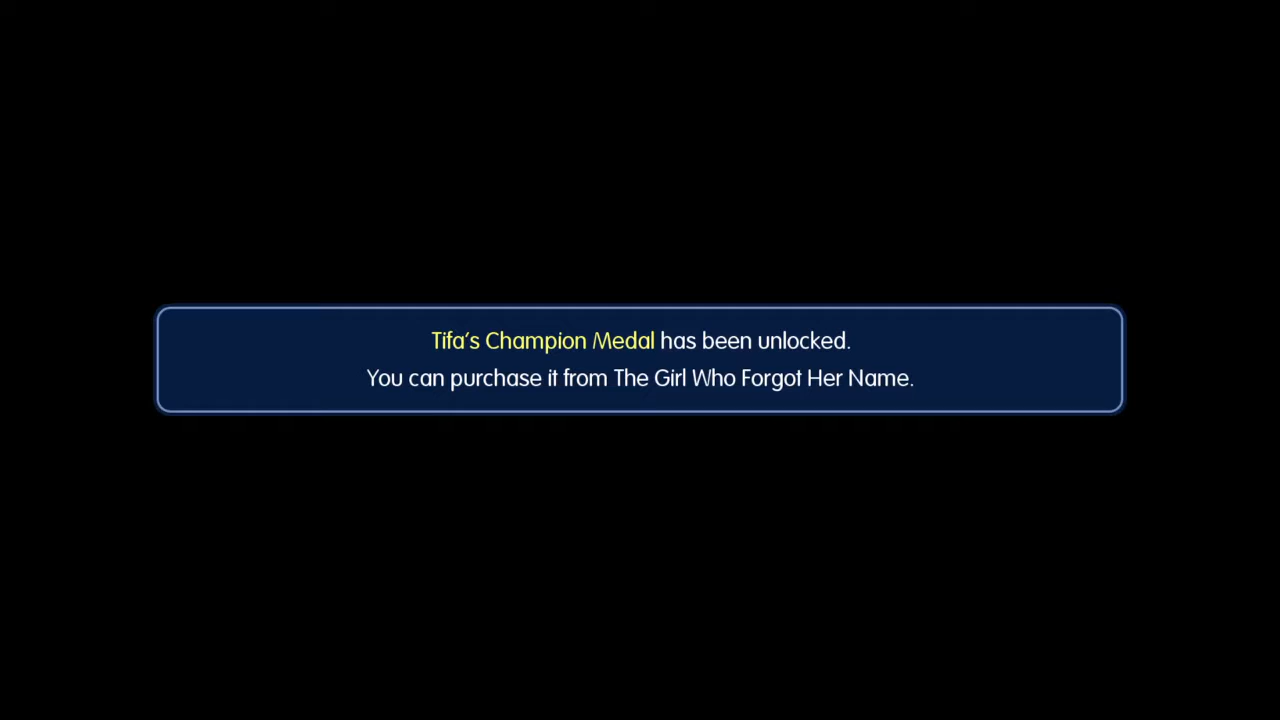 Tifa's Champion Medal has been unlocked.
You can purchase it from The Girl Who Forgot Her Name.